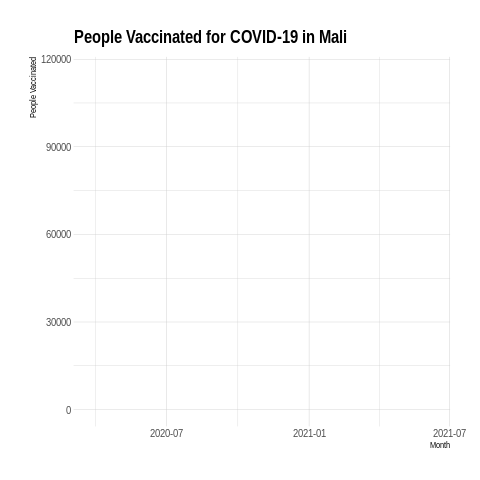 People Vaccinated for COVID-19 in Mali
People Vaccinated
120000
90000
60000
30000
0
2020-07
2021-01
2021-07
Month